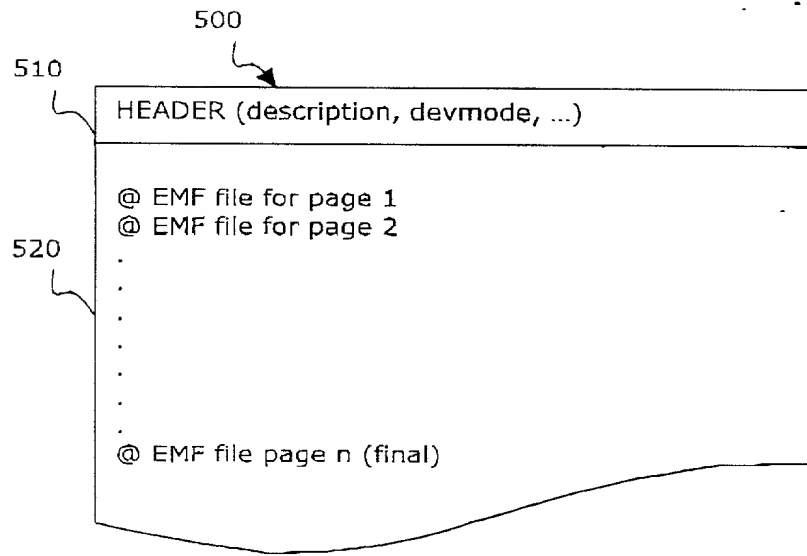 500
510
HEADER (description, devmode, ...)
@ EMF file for page 1
@ EMF file for page 2
520
.
.
.
.
.
.
.
@ EMF file page n (final)